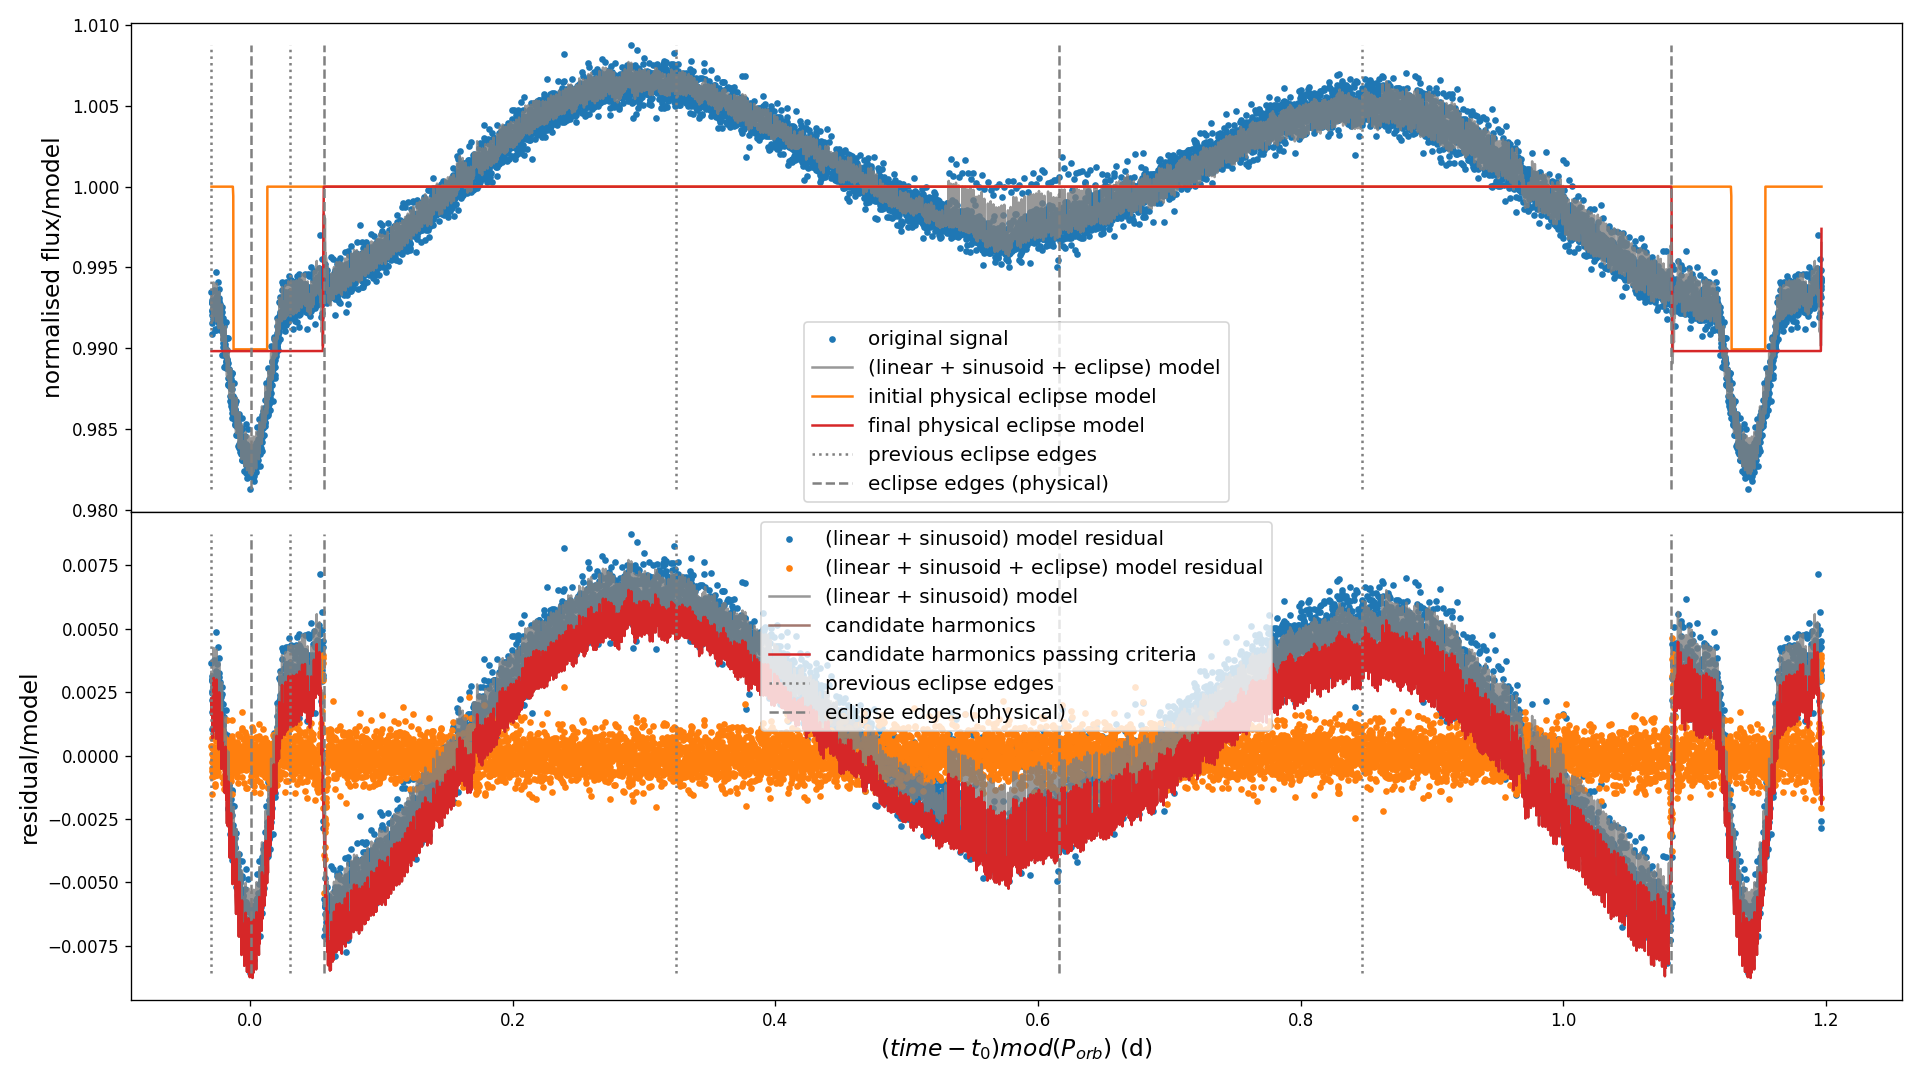 1.010
1.005
1.000
0.995
0.990
0.985
0.980
normalised flux/model
original signal
(linear + sinusoid + eclipse) model
initial physical eclipse model
final physical eclipse model
previous eclipse edges
eclipse edges (physical)
0.0075
0.0050
0.0025
0.0000
−0.0025
−0.0050
−0.0075
residual/model
(linear + sinusoid) model residual
(linear + sinusoid + eclipse) model residual
(linear + sinusoid) model
candidate harmonics
candidate harmonics passing criteria
previous eclipse edges
eclipse edges (physical)
0.0 0.2 0.4 0.6 0.8 1.0 1.2
(time − t₀)mod(Pₒᵣb) (d)